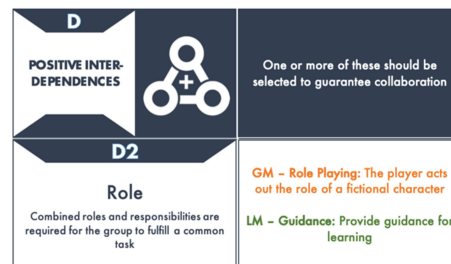 D
POSITIVE INTER-
DEPENDENCES
+
One or more of these should be
selected to guarantee collaboration
D2
Role
Combined roles and responsibilities are
required for the group to fulfill a common
task
GM – Role Playing: The player acts
out the role of a fictional character
LM – Guidance: Provide guidance for
learning